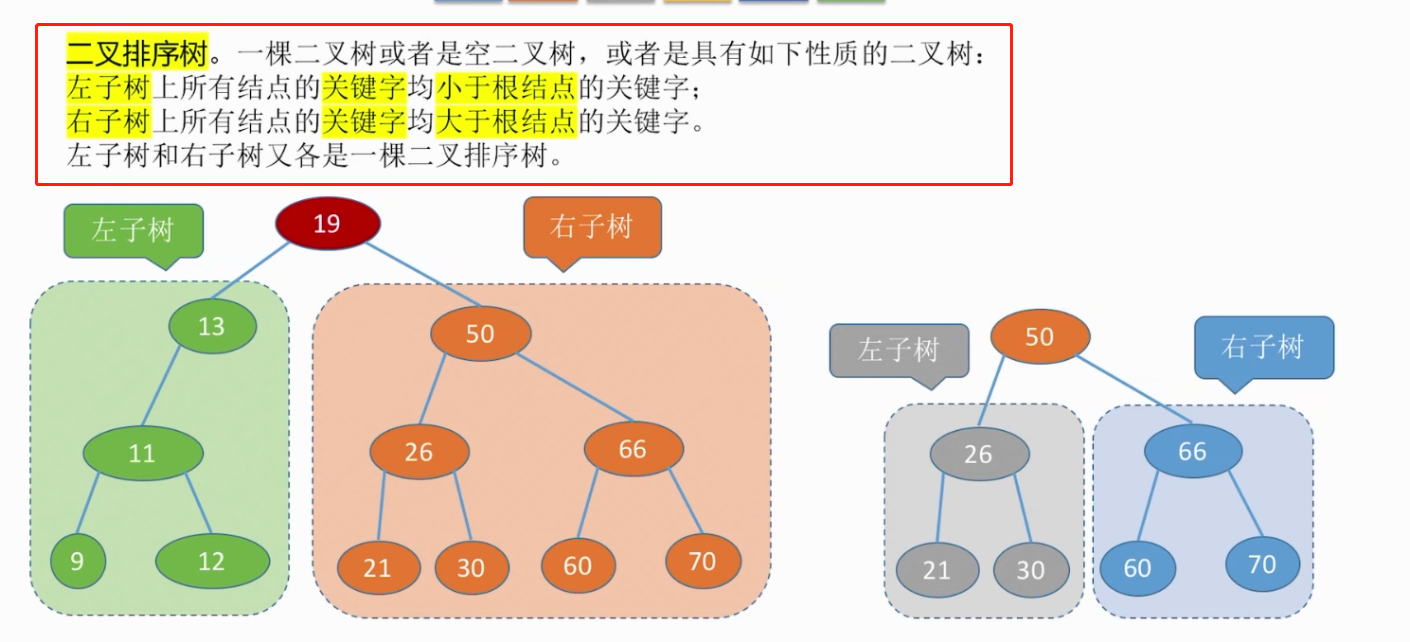 二叉排序树。一棵二叉树或者是空二叉树，或者是具有如下性质的二叉树：
左子树上所有结点的关键字均小于根结点的关键字；
右子树上所有结点的关键字均大于根结点的关键字。
左子树和右子树又各是一棵二叉排序树。
左子树
19
右子树
13
50
11
26
66
9
12
21
30
60
70
左子树
50
右子树
26
66
21
30
60
70